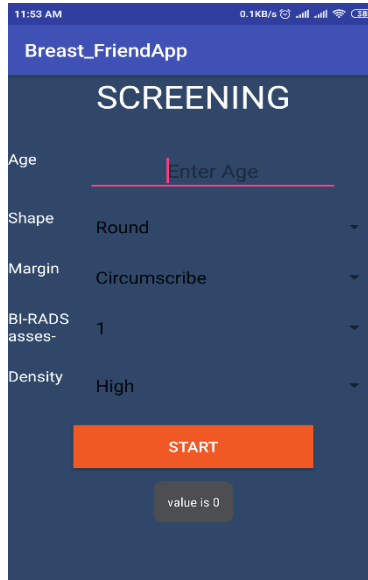 11:53 AM 0.1KB/s 38
Breast_FriendApp
SCREENING
Age
Enter Age
Shape
Round
Margin
Circumscribe
BI-RADS
asses-
1
Density
High
START
value is 0